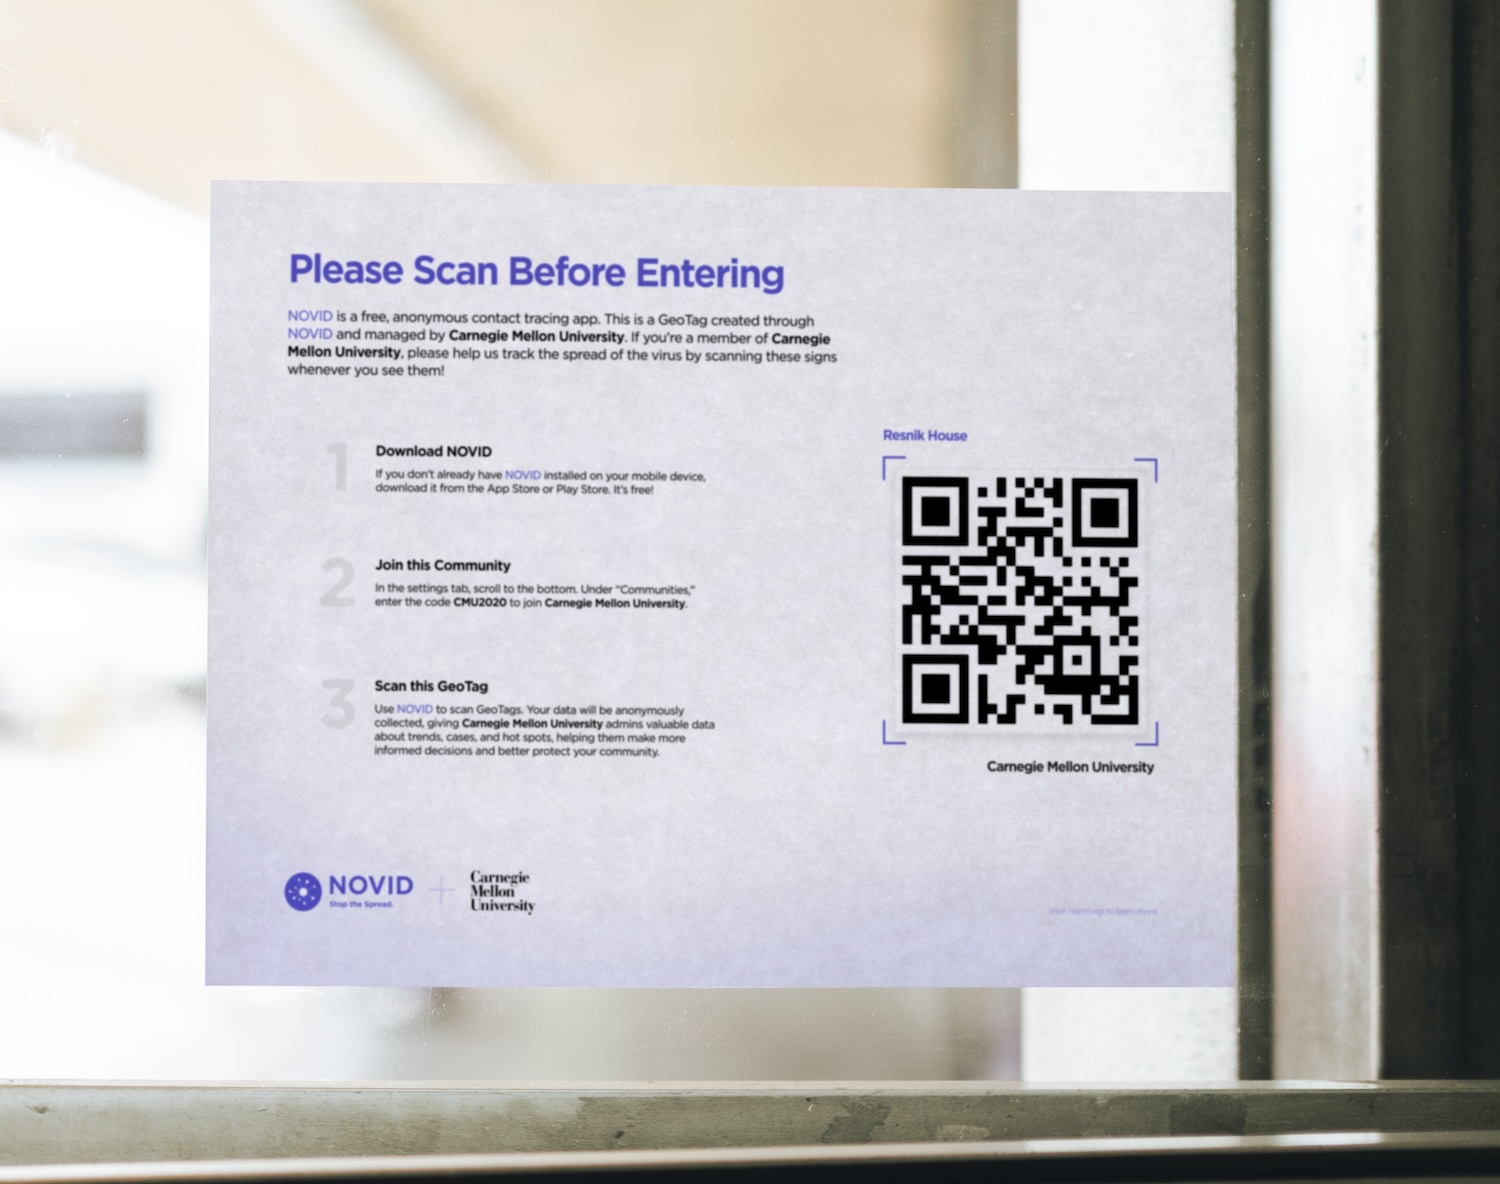 Please Scan Before Entering
NOVID is a free, anonymous contact tracing app. This is a GeoTag created through
NOVID and managed by Carnegie Mellon University. If you're a member of Carnegie
Mellon University, please help us track the spread of the virus by scanning these signs
whenever you see them!
1
Download NOVID
If you don't already have NOVID installed on your mobile device,
download it from the App Store or Play Store. It's free!
2
Join this Community
In the settings tab, scroll to the bottom. Under "Communities,"
enter the code CMU2020 to join Carnegie Mellon University.
3
Scan this GeoTag
Use NOVID to scan GeoTags. Your data will be anonymously
collected, giving Carnegie Mellon University admins valuable data
about trends, cases, and hot spots, helping them make more
informed decisions and better protect your community.
Resnik House
Carnegie Mellon University
NOVID
Stop the Spread.
Carnegie
Mellon
University
Visit novid.org to learn more.